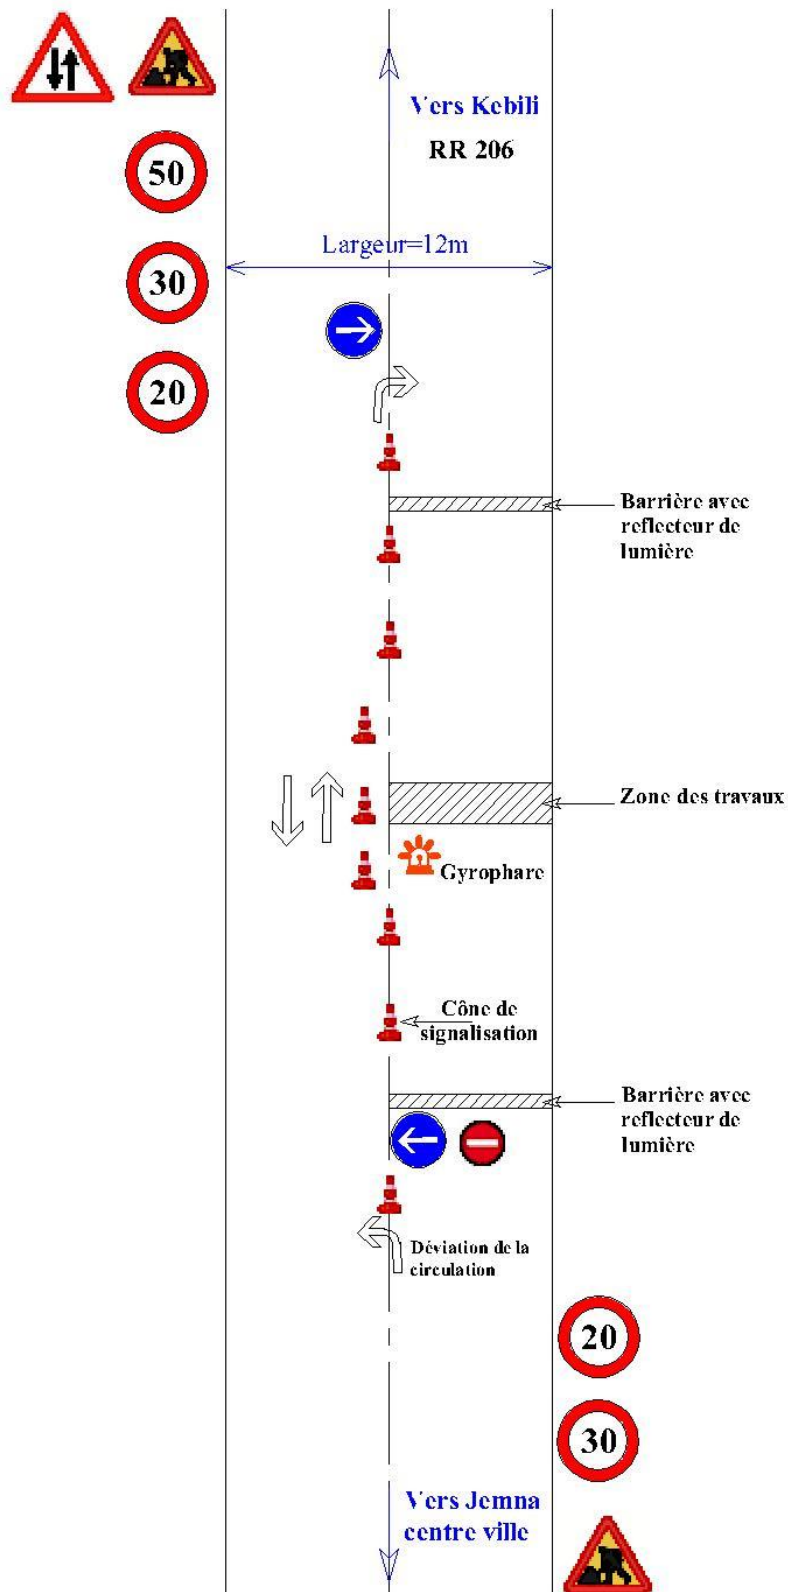 Vers Kebili
RR 206
50
Largeur=12m
30
20
Barrière avec
reflecteur de
lumière
Zone des travaux
Gyrophare
Cône de
signalisation
Barrière avec
reflecteur de
lumière
Déviation de la
circulation
20
30
Vers Jemna
centre ville